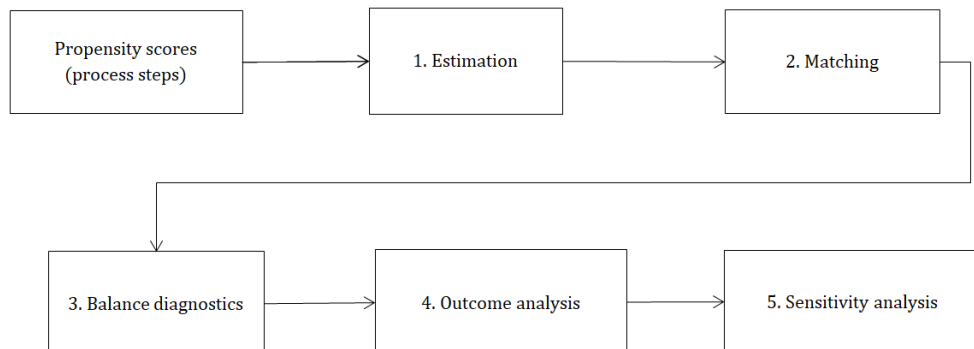 Propensity scores
(process steps)
1. Estimation
2. Matching
3. Balance diagnostics
4. Outcome analysis
5. Sensitivity analysis